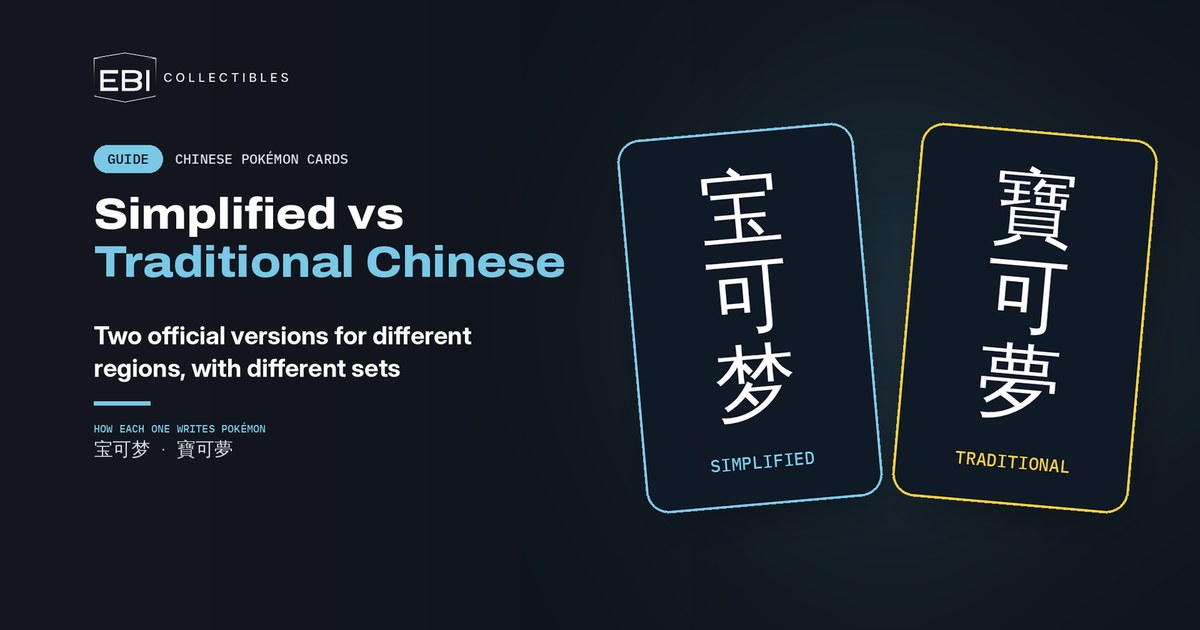 EBI COLLECTIBLES
GUIDE CHINESE POKÉMON CARDS
Simplified vs
Traditional Chinese
Two official versions for different
regions, with different sets
HOW EACH ONE WRITES POKÉMON
宝可梦 · 寶可夢
宝
可
梦
SIMPLIFIED
寶
可
夢
TRADITIONAL